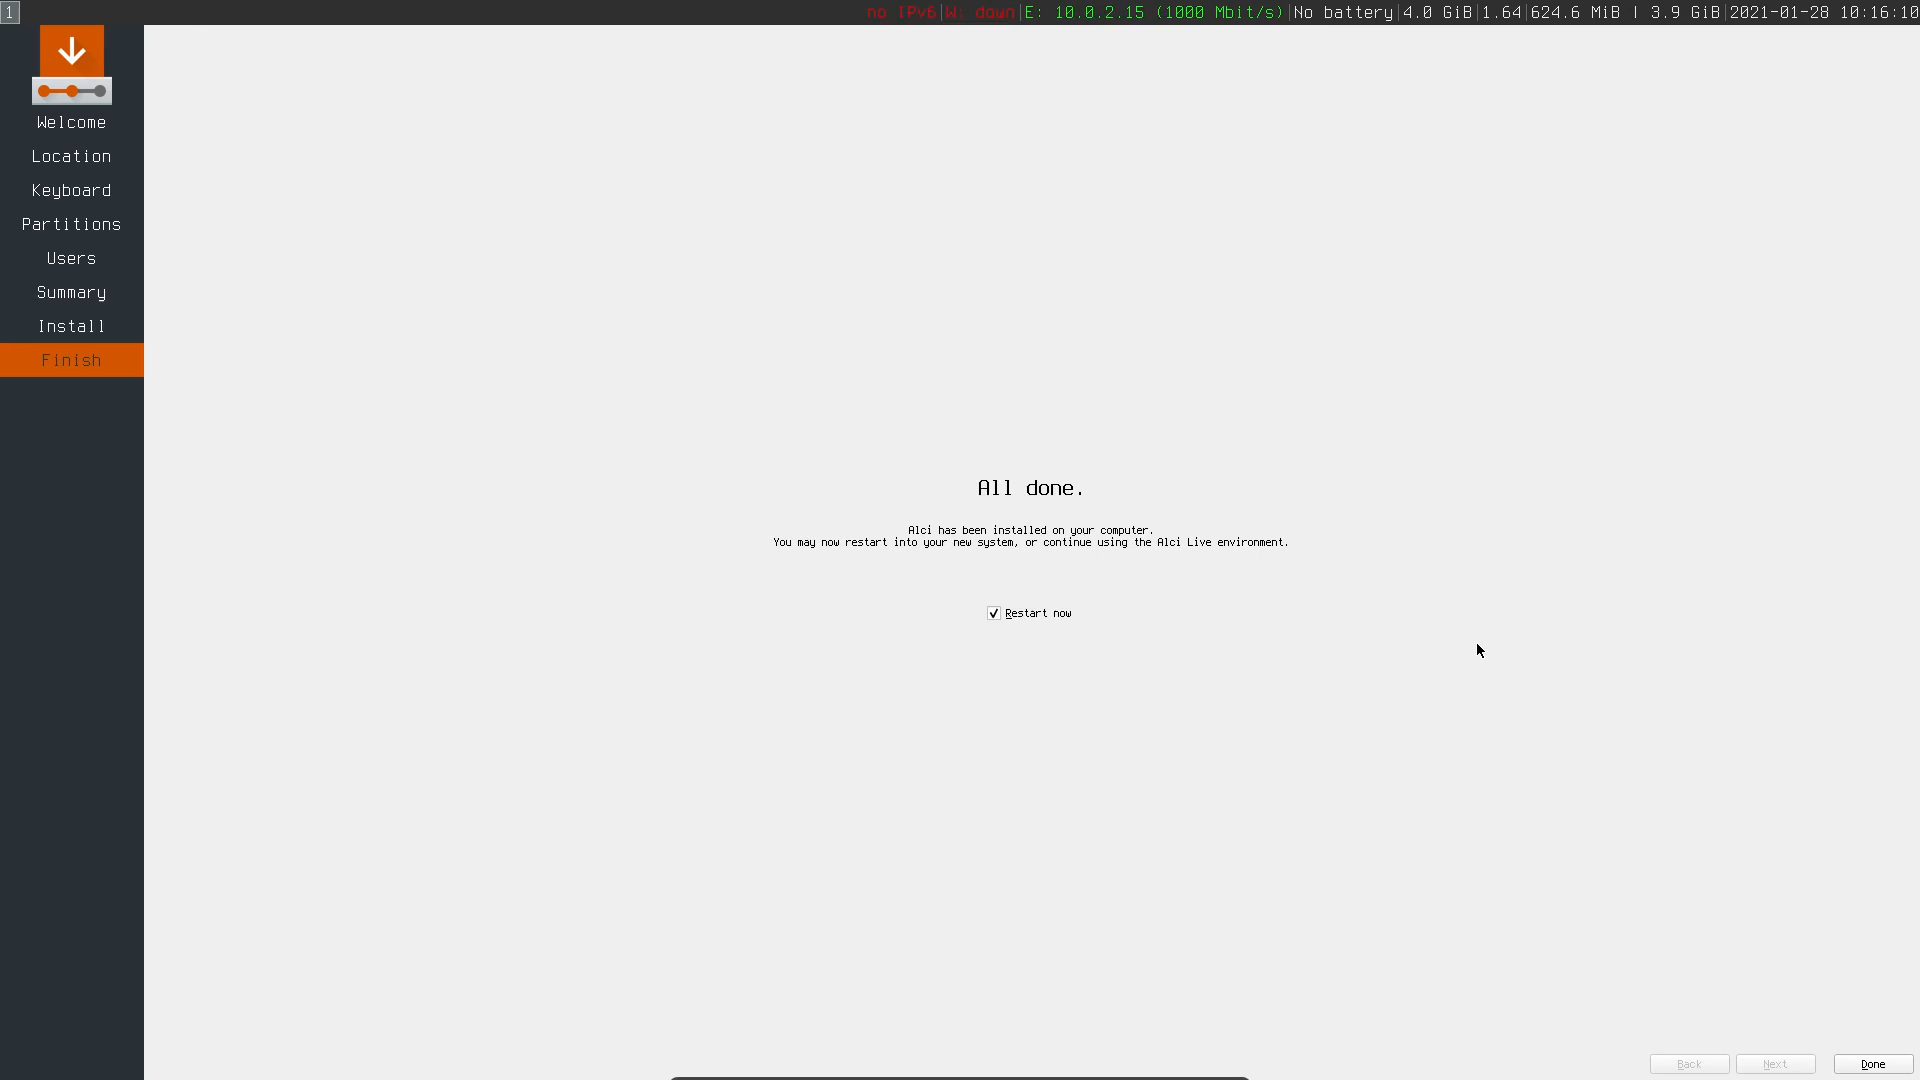 1
no IPv6|W: down|E: 10.0.2.15 (1000 Mbit/s)|No battery|4.0 GiB|1.64|624.6 MiB | 3.9 GiB|2021-01-28 10:16:10
Welcome
Location
Keyboard
Partitions
Users
Summary
Install
Finish
All done.
Alci has been installed on your computer.
You may now restart into your new system, or continue using the Alci Live environment.
Restart now
Back
Next
Done